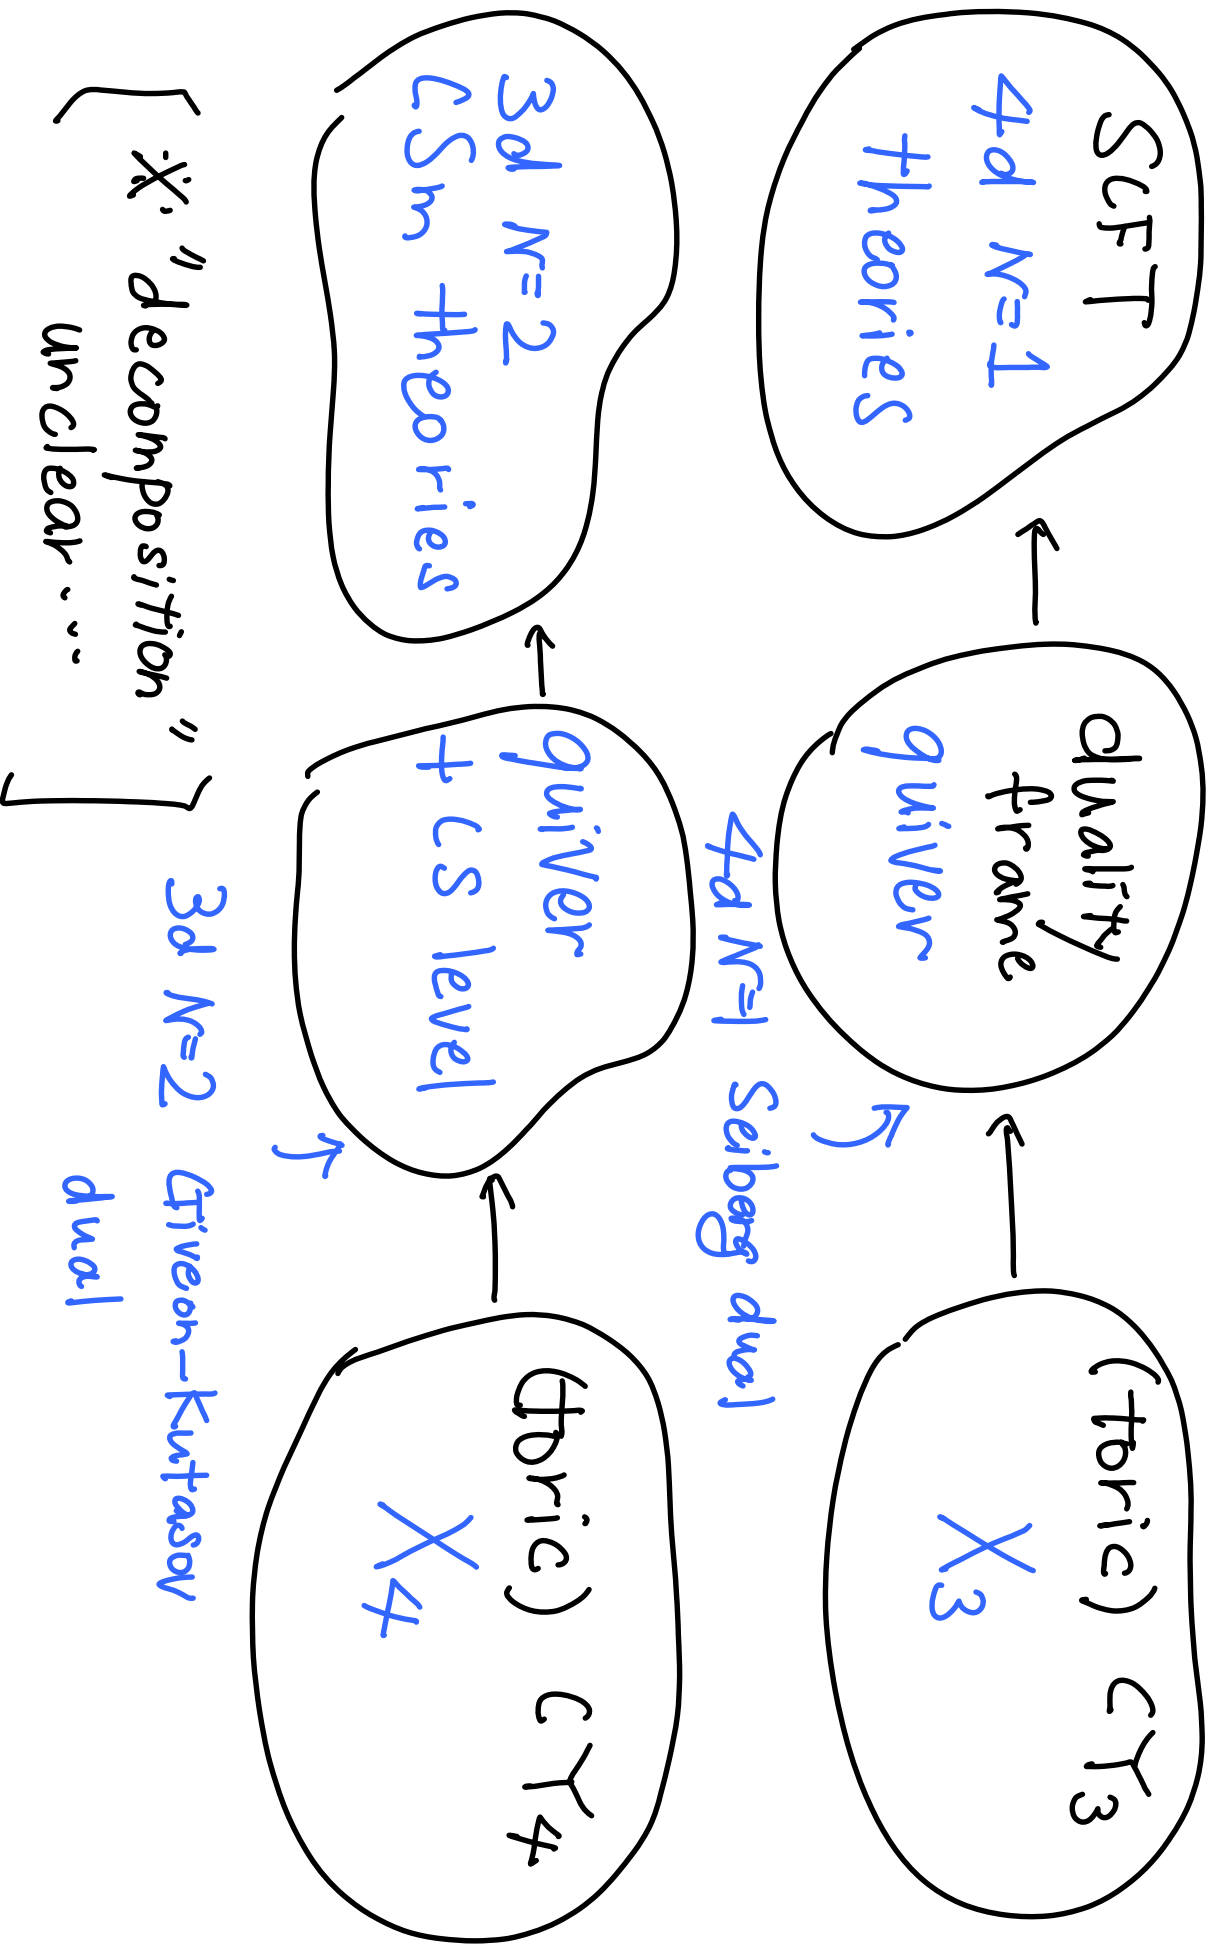 SCFT
4d N=1
theories
duality
frame
quiver
(toric) CY3
X3
4d N=1 Seiberg dual
3d N=2
CSm theories
quiver
+ CS level
(toric) CY4
X4
3d N=2 Giveon-Kutasov
dual
※ "decomposition"
unclear....